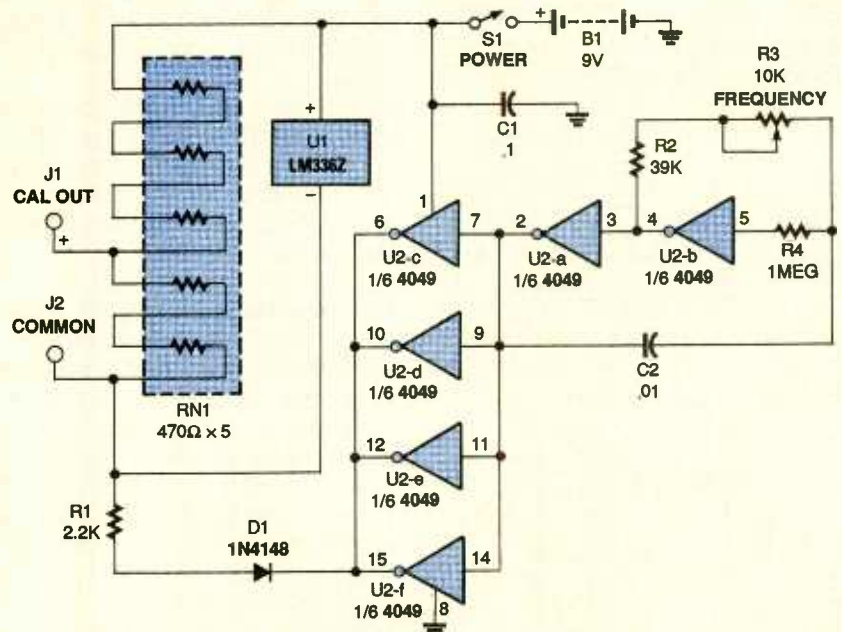 S1
POWER
+
B1
9V
R3
10K
FREQUENCY
J1
CAL OUT
+
J2
COMMON
RN1
470Ω × 5
+
U1
LM336Z
−
C1
.1
R2
39K
1
6
7
U2-c
1/6 4049
2
3
U2-a
1/6 4049
4
5
U2-b
1/6 4049
R4
1MEG
10
9
U2-d
1/6 4049
C2
.01
12
11
U2-e
1/6 4049
R1
2.2K
D1
1N4148
15
14
U2-f
1/6 4049
8